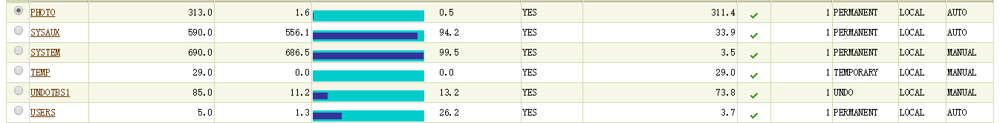 PHOTO 313.0 1.6 0.5 YES 311.4 1 PERMANENT LOCAL AUTO
SYSAUX 590.0 556.1 94.2 YES 33.9 1 PERMANENT LOCAL AUTO
SYSTEM 690.0 686.5 99.5 YES 3.5 1 PERMANENT LOCAL MANUAL
TEMP 29.0 0.0 0.0 YES 29.0 1 TEMPORARY LOCAL MANUAL
UNDOTBS1 85.0 11.2 13.2 YES 73.8 1 UNDO LOCAL MANUAL
USERS 5.0 1.3 26.2 YES 3.7 1 PERMANENT LOCAL AUTO